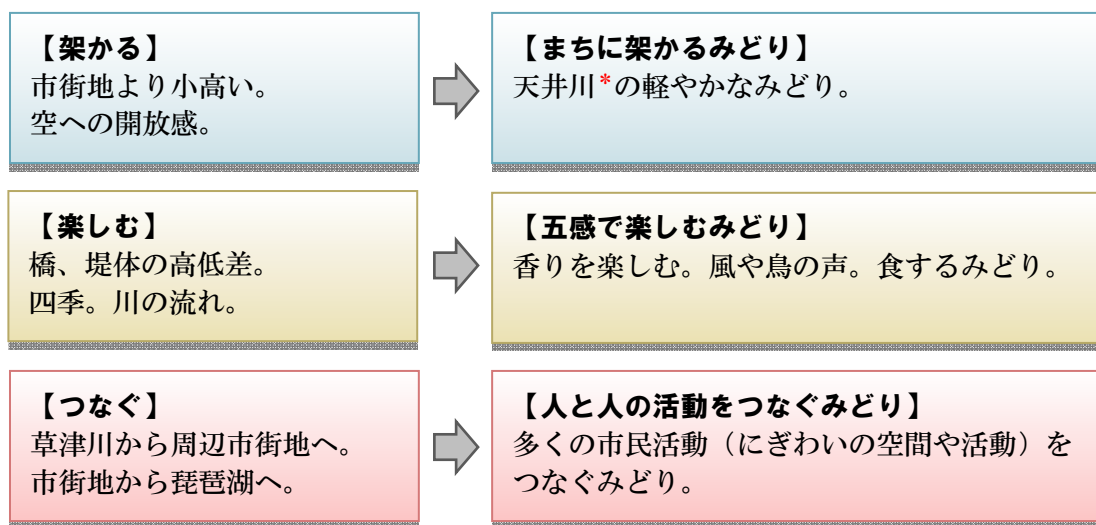 【架かる】
市街地より小高い。
空への開放感。
【まちに架かるみどり】
天井川*の軽やかなみどり。
【楽しむ】
橋、堤体の高低差。
四季。川の流れ。
【五感で楽しむみどり】
香りを楽しむ。風や鳥の声。食するみどり。
【つなぐ】
草津川から周辺市街地へ。
市街地から琵琶湖へ。
【人と人の活動をつなぐみどり】
多くの市民活動（にぎわいの空間や活動）を
つなぐみどり。